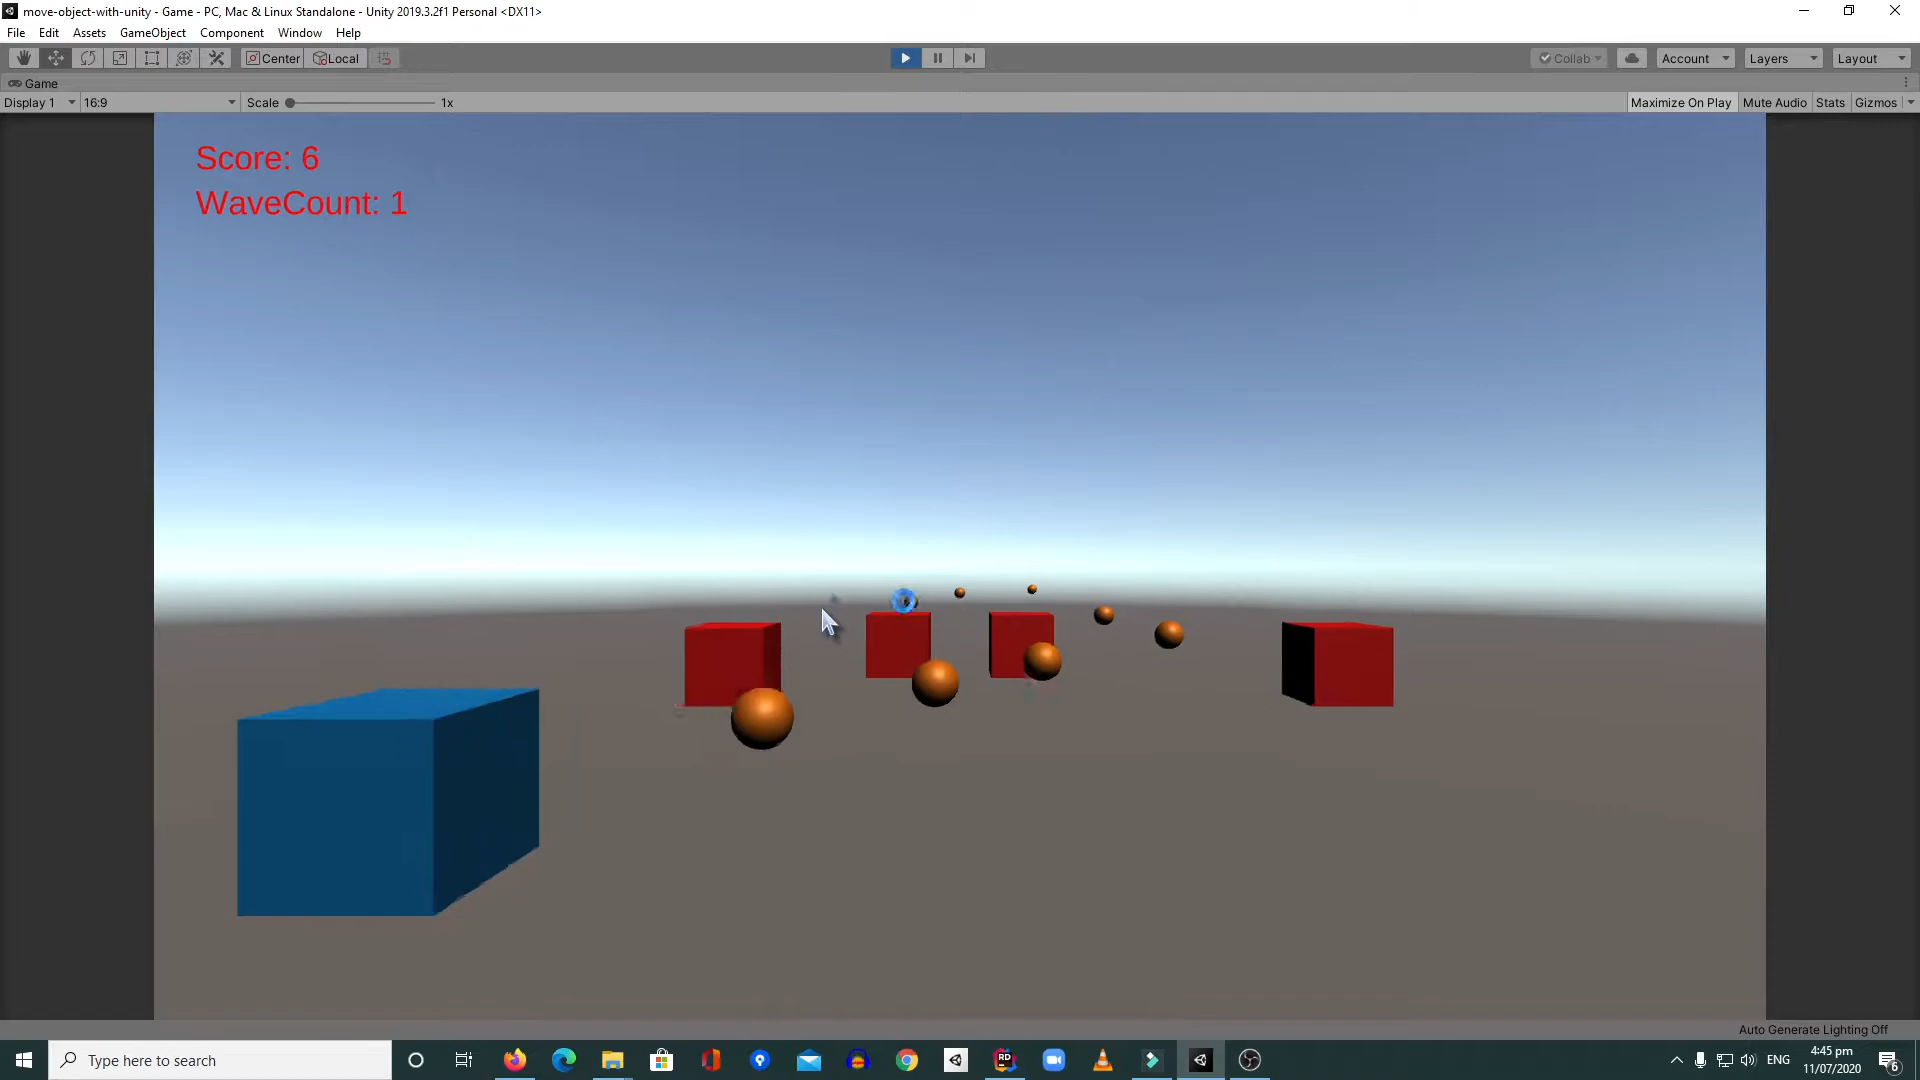 move-object-with-unity - Game - PC, Mac & Linux Standalone - Unity 2019.3.2f1 Personal <DX11>
File Edit Assets GameObject Component Window Help
Center Local Collab Account Layers Layout
Game
Display 1 16:9 Scale 1x Maximize On Play Mute Audio Stats Gizmos
Score: 6
WaveCount: 1
Auto Generate Lighting Off
Type here to search
RD
ENG
4:45 pm
11/07/2020
6